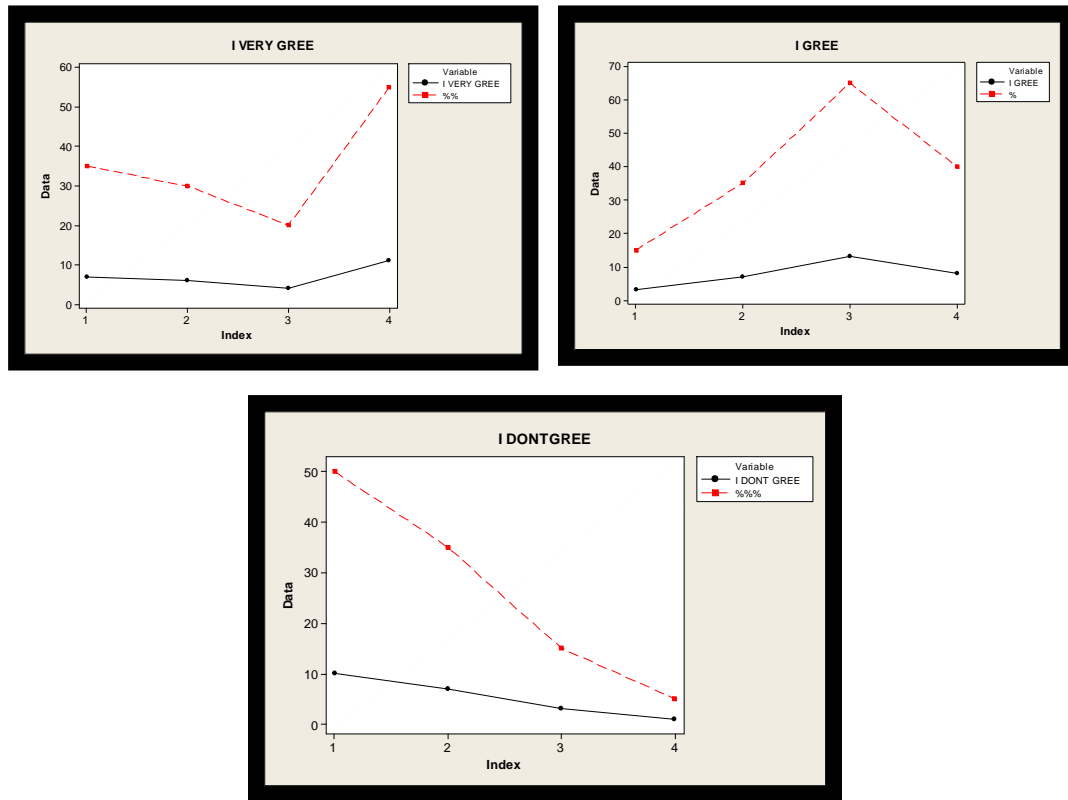 I VERY GREE
60
50
40
30
20
10
0
Data
1 2 3 4
Index
Variable
I VERY GREE
%%
I GREE
70
60
50
40
30
20
10
0
Data
1 2 3 4
Index
Variable
I GREE
%
I DONTGREE
50
40
30
20
10
0
Data
1 2 3 4
Index
Variable
I DONT GREE
%%%